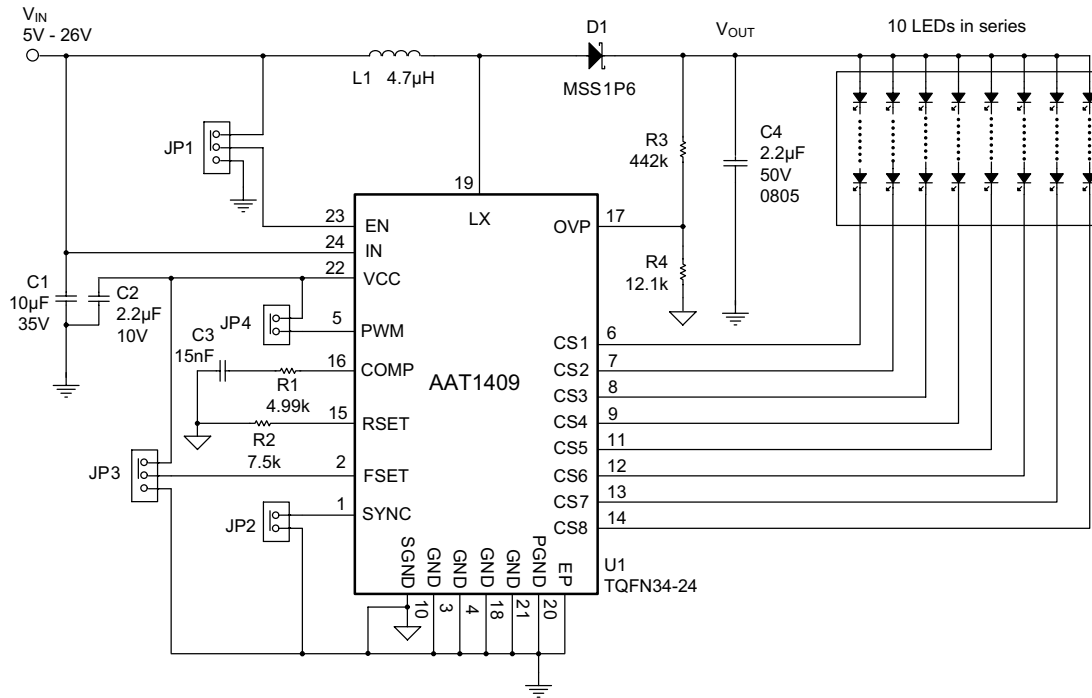 VIN
5V - 26V
L1 4.7µH
D1
MSS1P6
VOUT
10 LEDs in series
JP1
R3
442k
C4
2.2µF
50V
0805
19
LX
23
EN
24
IN
22
VCC
OVP
17
R4
12.1k
C1
10µF
35V
C2
2.2µF
10V
JP4
5
PWM
C3
15nF
16
COMP
R1
4.99k
AAT1409
15
RSET
R2
7.5k
JP3
2
FSET
JP2
1
SYNC
CS1
6
CS2
7
CS3
8
CS4
9
CS5
11
CS6
12
CS7
13
CS8
14
SGND
GND
GND
GND
GND
PGND
EP
10
3
4
18
21
20
U1
TQFN34-24